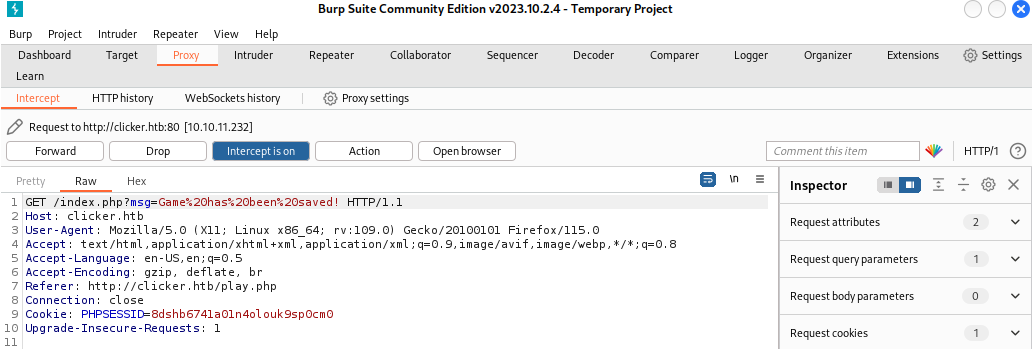 Burp Suite Community Edition v2023.10.2.4 - Temporary Project
Burp Project Intruder Repeater View Help
Dashboard Target Proxy Intruder Repeater Collaborator Sequencer Decoder Comparer Logger Organizer Extensions Settings
Learn
Intercept HTTP history WebSockets history Proxy settings
Request to http://clicker.htb:80 [10.10.11.232]
Forward Drop Intercept is on Action Open browser Comment this item HTTP/1 ?
Pretty Raw Hex \n Inspector
1 GET /index.php?msg=Game%20has%20been%20saved! HTTP/1.1
2 Host: clicker.htb
3 User-Agent: Mozilla/5.0 (X11; Linux x86_64; rv:109.0) Gecko/20100101 Firefox/115.0
4 Accept: text/html,application/xhtml+xml,application/xml;q=0.9,image/avif,image/webp,*/*;q=0.8
5 Accept-Language: en-US,en;q=0.5
6 Accept-Encoding: gzip, deflate, br
7 Referer: http://clicker.htb/play.php
8 Connection: close
9 Cookie: PHPSESSID=8dshb6741a01n4olouk9sp0cm0
10 Upgrade-Insecure-Requests: 1
11
Request attributes 2
Request query parameters 1
Request body parameters 0
Request cookies 1